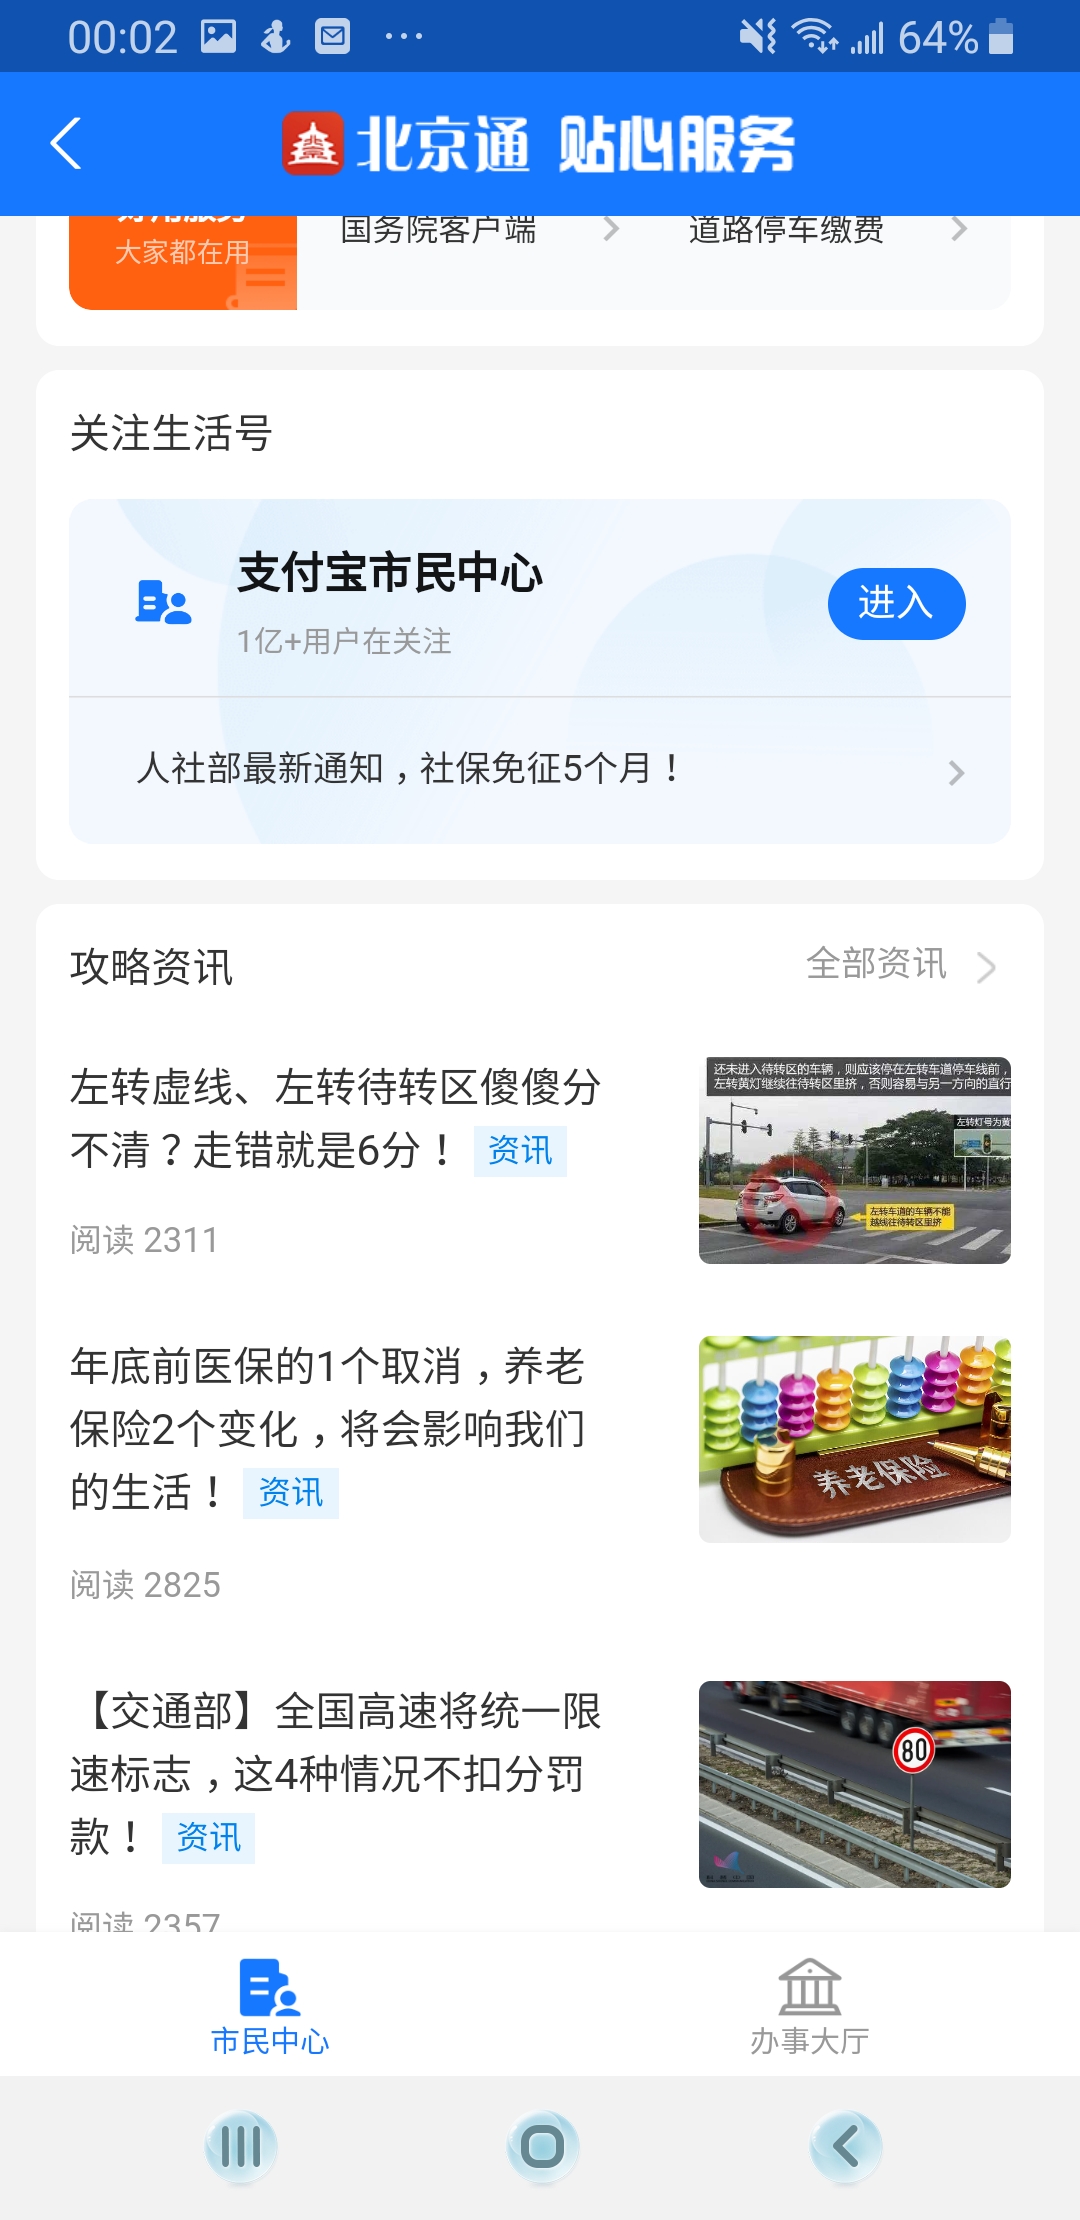 00:02
64%
北京通 贴心服务
大家都在用
国务院客户端
道路停车缴费
关注生活号
支付宝市民中心
1亿+用户在关注
进入
人社部最新通知，社保免征5个月！
攻略资讯
全部资讯
左转虚线、左转待转区傻傻分
不清？走错就是6分！ 资讯
阅读 2311
还未进入待转区的车辆，则应该停在左转车道停车线前，
左转黄灯继续往待转区里挤，否则容易与另一方向的直行
左转灯号为黄
左转车道的车辆不能
越线往待转区里挤
年底前医保的1个取消，养老
保险2个变化，将会影响我们
的生活！ 资讯
阅读 2825
养老保险
【交通部】全国高速将统一限
速标志，这4种情况不扣分罚
款！ 资讯
阅读 2357
80
市民中心
办事大厅